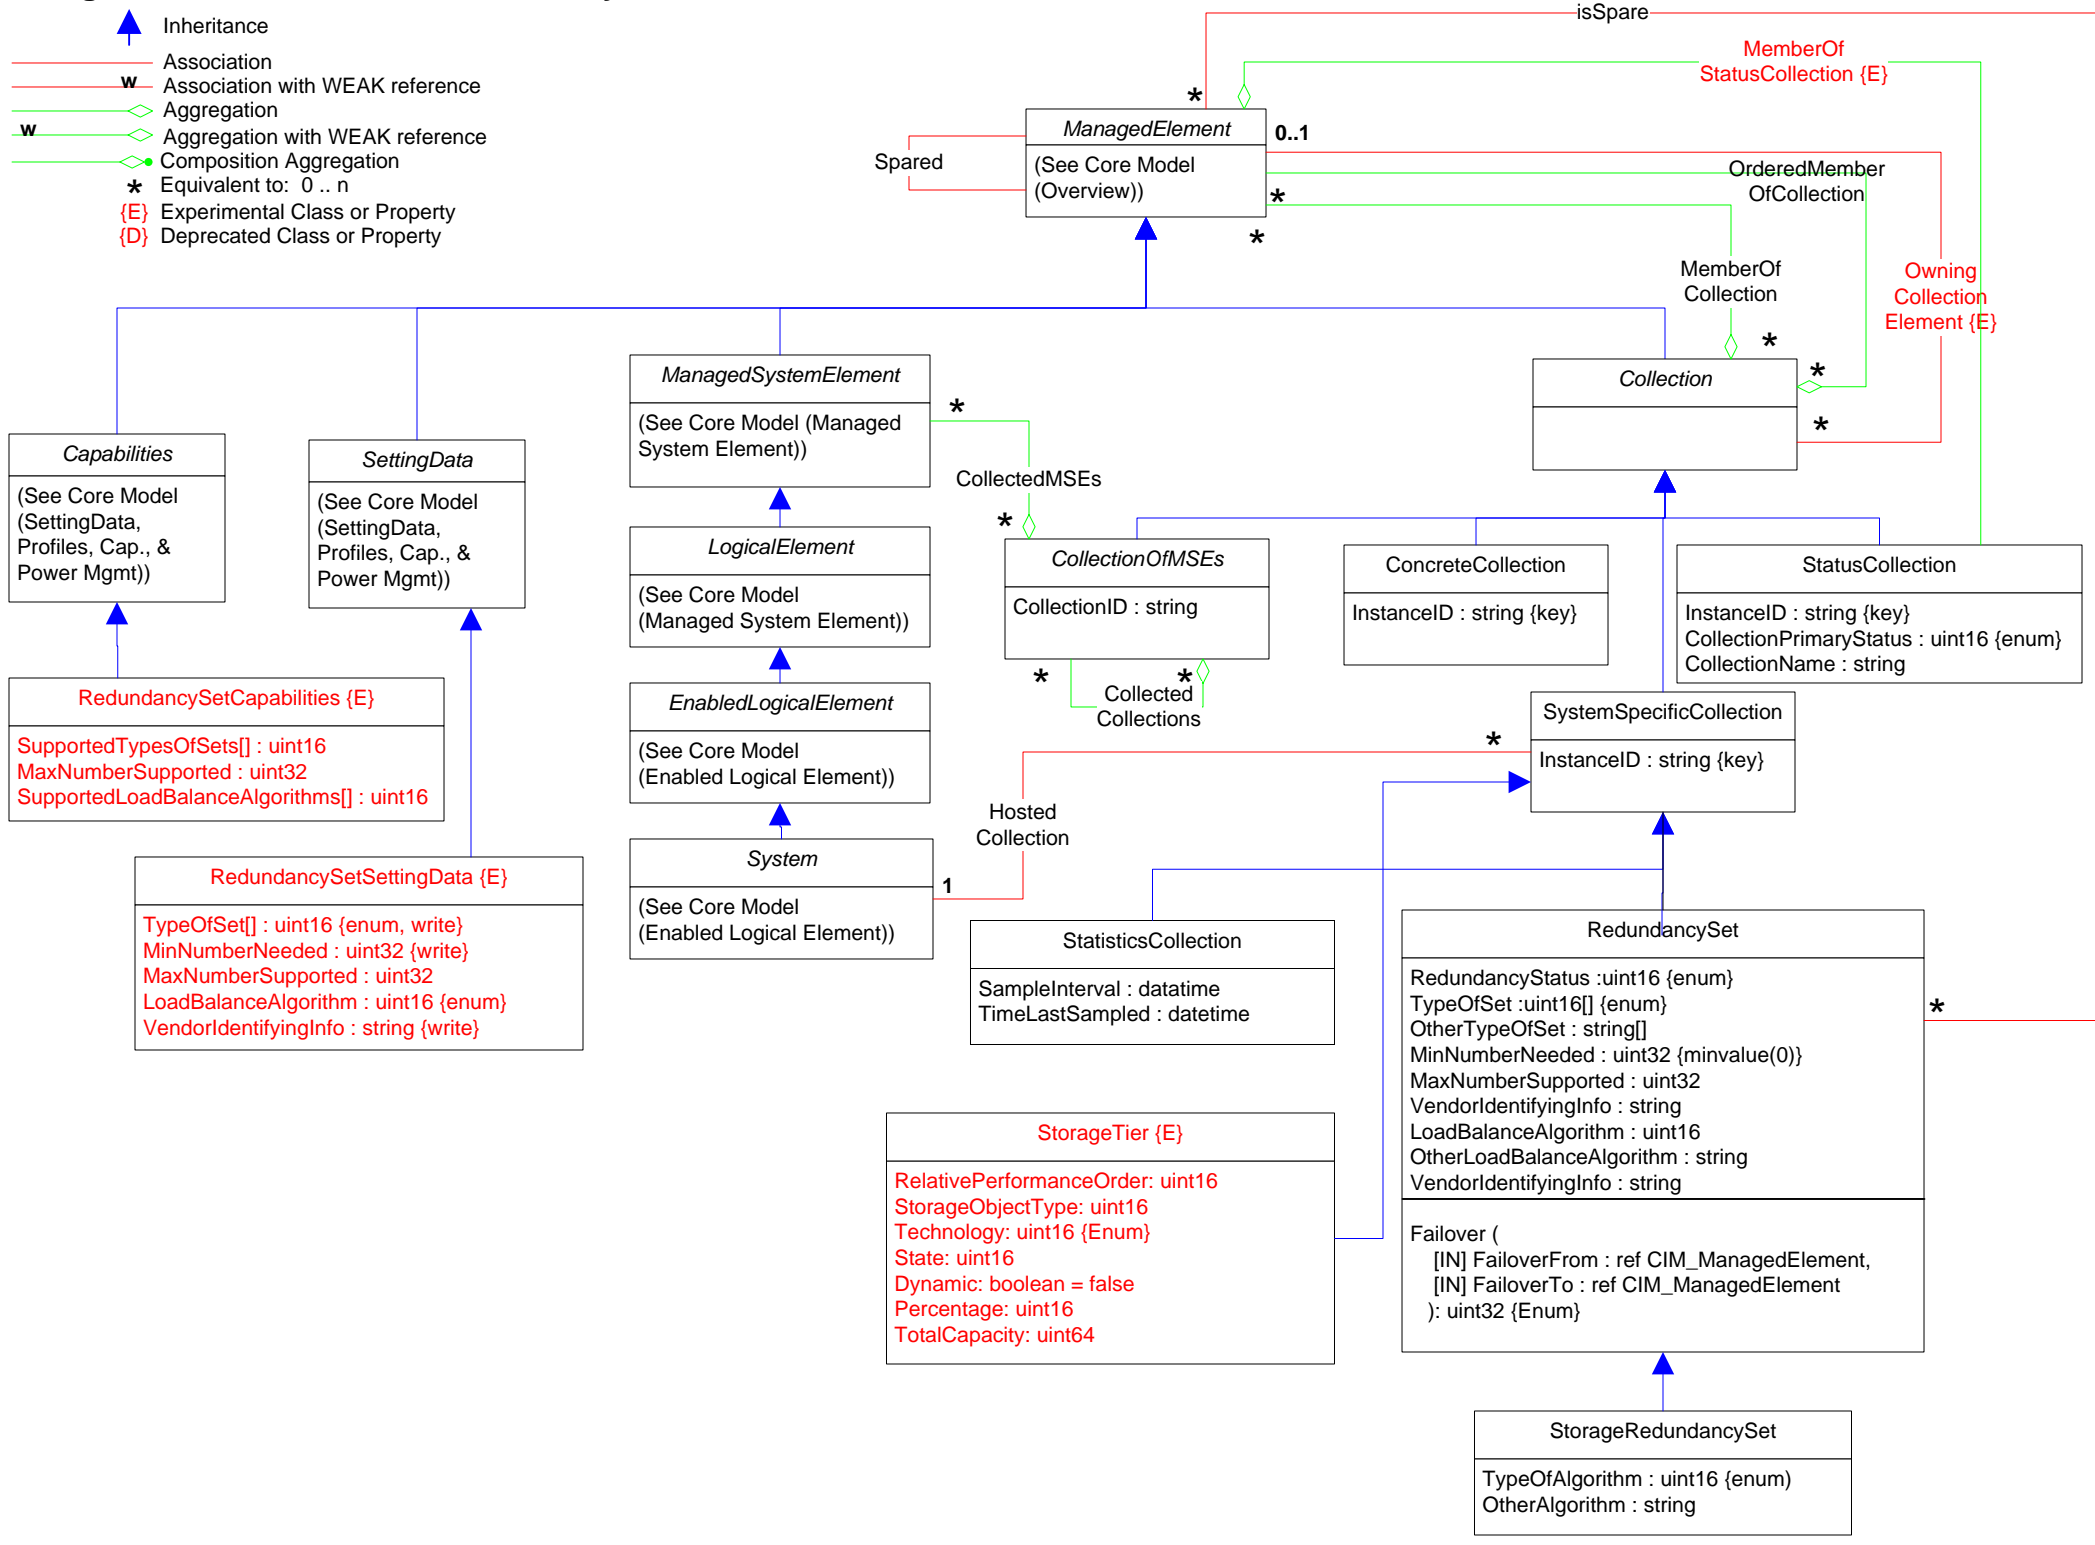 Inheritance
Association
w
Association with WEAK reference
Aggregation
w
Aggregation with WEAK reference
Composition Aggregation
* Equivalent to: 0 .. n
{E} Experimental Class or Property
{D} Deprecated Class or Property
isSpare
MemberOf
StatusCollection {E}
*
ManagedElement
0..1
(See Core Model
(Overview))
Spared
OrderedMember
OfCollection
*
*
MemberOf
Collection
Owning
Collection
Element {E}
*
*
*
Collection
ManagedSystemElement
(See Core Model (Managed
System Element))
*
CollectedMSEs
*
Capabilities
(See Core Model
(SettingData,
Profiles, Cap., &
Power Mgmt))
SettingData
(See Core Model
(SettingData,
Profiles, Cap., &
Power Mgmt))
LogicalElement
(See Core Model
(Managed System Element))
CollectionOfMSEs
CollectionID : string
*
*
Collected
Collections
ConcreteCollection
InstanceID : string {key}
StatusCollection
InstanceID : string {key}
CollectionPrimaryStatus : uint16 {enum}
CollectionName : string
RedundancySetCapabilities {E}
SupportedTypesOfSets[] : uint16
MaxNumberSupported : uint32
SupportedLoadBalanceAlgorithms[] : uint16
EnabledLogicalElement
(See Core Model
(Enabled Logical Element))
SystemSpecificCollection
InstanceID : string {key}
*
Hosted
Collection
1
System
(See Core Model
(Enabled Logical Element))
RedundancySetSettingData {E}
TypeOfSet[] : uint16 {enum, write}
MinNumberNeeded : uint32 {write}
MaxNumberSupported : uint32
LoadBalanceAlgorithm : uint16 {enum}
VendorIdentifyingInfo : string {write}
StatisticsCollection
SampleInterval : datatime
TimeLastSampled : datetime
RedundancySet
RedundancyStatus :uint16 {enum}
TypeOfSet :uint16[] {enum}
OtherTypeOfSet : string[]
MinNumberNeeded : uint32 {minvalue(0)}
MaxNumberSupported : uint32
VendorIdentifyingInfo : string
LoadBalanceAlgorithm : uint16
OtherLoadBalanceAlgorithm : string
VendorIdentifyingInfo : string
Failover (
[IN] FailoverFrom : ref CIM_ManagedElement,
[IN] FailoverTo : ref CIM_ManagedElement
): uint32 {Enum}
*
StorageTier {E}
RelativePerformanceOrder: uint16
StorageObjectType: uint16
Technology: uint16 {Enum}
State: uint16
Dynamic: boolean = false
Percentage: uint16
TotalCapacity: uint64
StorageRedundancySet
TypeOfAlgorithm : uint16 {enum)
OtherAlgorithm : string